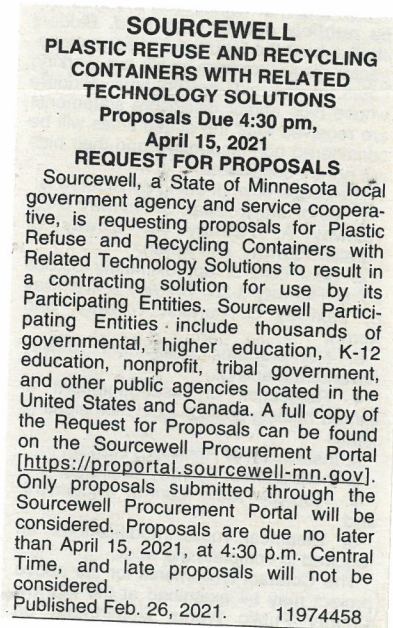 SOURCEWELL
PLASTIC REFUSE AND RECYCLING
CONTAINERS WITH RELATED
TECHNOLOGY SOLUTIONS
Proposals Due 4:30 pm,
April 15, 2021
REQUEST FOR PROPOSALS
Sourcewell, a State of Minnesota local
government agency and service coopera-
tive, is requesting proposals for Plastic
Refuse and Recycling Containers with
Related Technology Solutions to result in
a contracting solution for use by its
Participating Entities. Sourcewell Partici-
pating Entities include thousands of
governmental, higher education, K-12
education, nonprofit, tribal government,
and other public agencies located in the
United States and Canada. A full copy of
the Request for Proposals can be found
on the Sourcewell Procurement Portal
[https://proportal.sourcewell-mn.gov].
Only proposals submitted through the
Sourcewell Procurement Portal will be
considered. Proposals are due no later
than April 15, 2021, at 4:30 p.m. Central
Time, and late proposals will not be
considered.
Published Feb. 26, 2021. 11974458